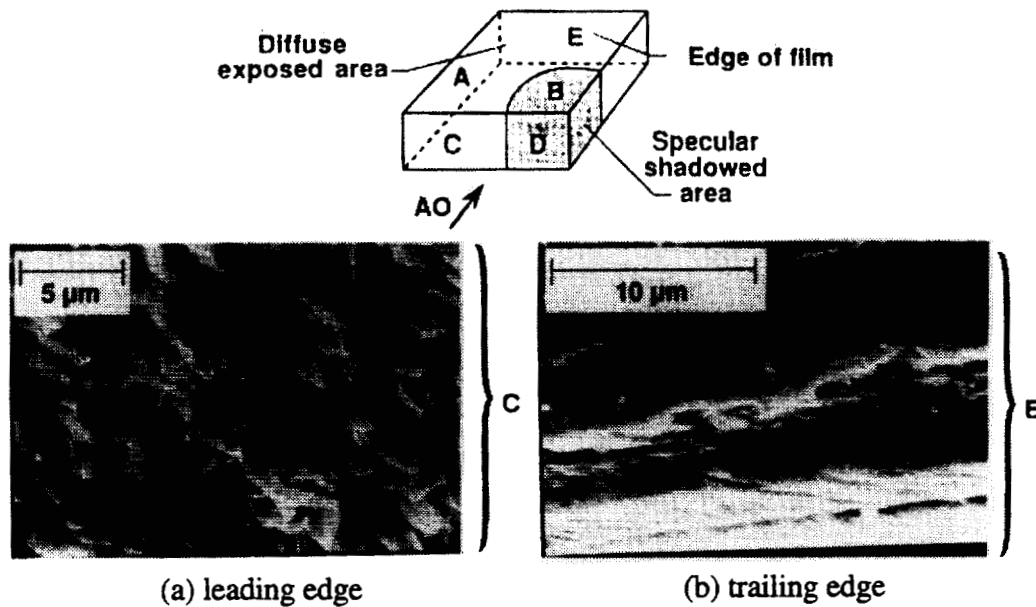 Diffuse
exposed area
E
Edge of film
A
B
C
D
Specular
shadowed
area
AO
5 µm
C
10 µm
E
(a) leading edge
(b) trailing edge